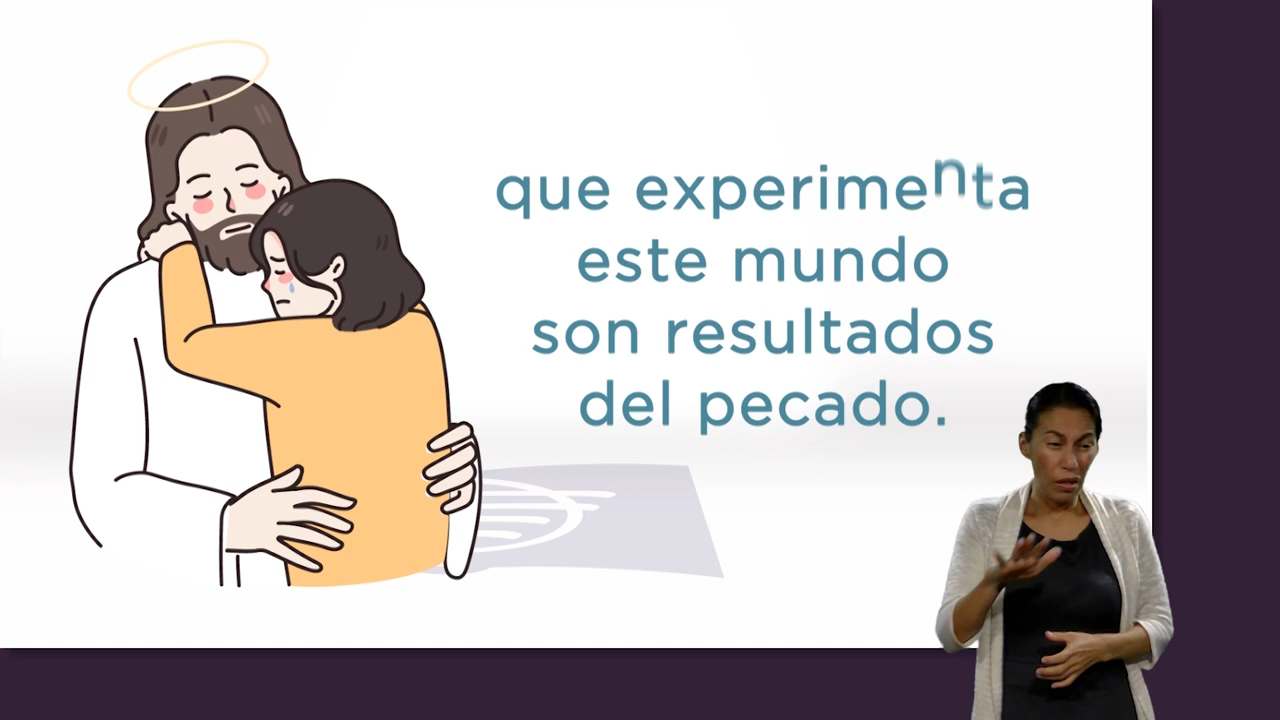 que experimenta
este mundo
son resultados
del pecado.